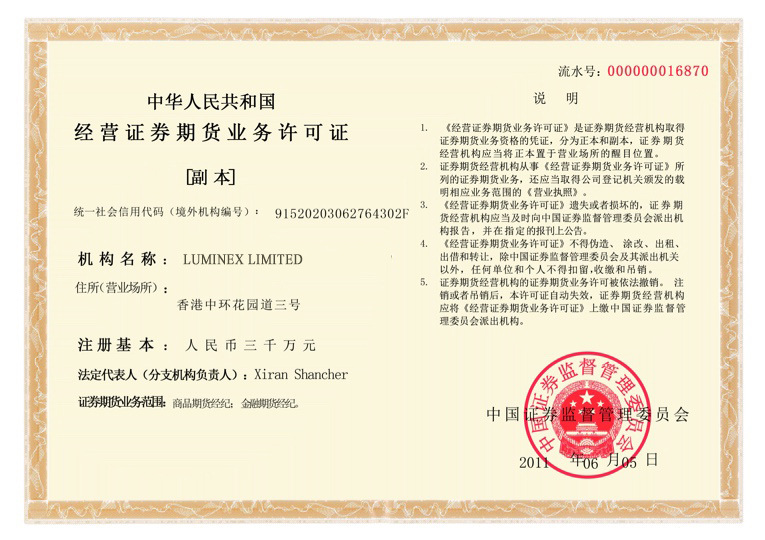 流水号: 000000016870
中华人民共和国
经营证券期货业务许可证
[副 本]
统一社会信用代码（境外机构编号）： 91520203062764302F
机构名称： LUMINEX LIMITED
住所（营业场所）：
香港中环花园道三号
注册基本： 人民币三千万元
法定代表人（分支机构负责人）：Xiran Shancher
证券期货业务范围： 商品期货经纪； 金融期货经纪。
说 明
1. 《经营证券期货业务许可证》是证券期货经营机构取得
证券期货业务资格的凭证，分为正本和副本，证券期货
经营机构应当将正本置于营业场所的醒目位置。
2. 证券期货经营机构从事《经营证券期货业务许可证》所
列的证券期货业务，还应当取得公司登记机关颁发的载
明相应业务范围的《营业执照》。
3. 《经营证券期货业务许可证》遗失或者损坏的，证券期
货经营机构应当及时向中国证券监督管理委员会派出机
构报告，并在指定的报刊上公告。
4. 《经营证券期货业务许可证》不得伪造、涂改、出租、
出借和转让，除中国证券监督管理委员会及其派出机关
以外，任何单位和个人不得扣留,收缴和吊销。
5. 证券期货经营机构的证券期货业务许可被依法撤销。 注
销或者吊销后，本许可证自动失效，证券期货经营机构
应将《经营证券期货业务许可证》上缴中国证券监督管
理委员会派出机构。
中国证券监督管理委员会
中国证券监督管理委员会
2011 年06 月05 日